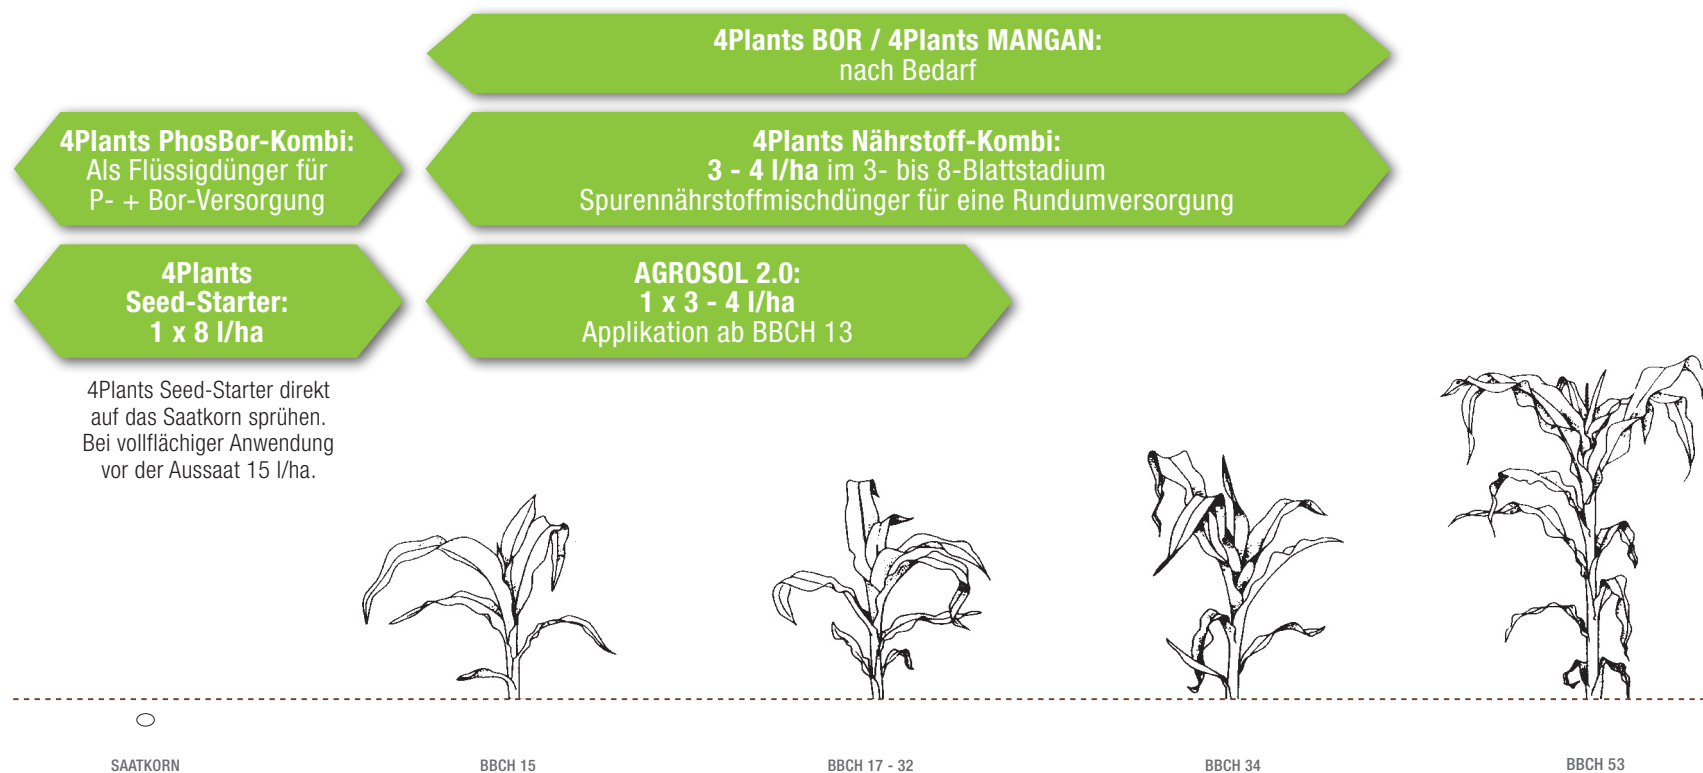 4Plants BOR / 4Plants MANGAN:
nach Bedarf
4Plants PhosBor-Kombi:
Als Flüssigdünger für
P- + Bor-Versorgung
4Plants Nährstoff-Kombi:
3 - 4 l/ha im 3- bis 8-Blattstadium
Spurennährstoffmischdünger für eine Rundumversorgung
4Plants
Seed-Starter:
1 x 8 l/ha
AGROSOL 2.0:
1 x 3 - 4 l/ha
Applikation ab BBCH 13
4Plants Seed-Starter direkt
auf das Saatkorn sprühen.
Bei vollflächiger Anwendung
vor der Aussaat 15 l/ha.
SAATKORN
BBCH 15
BBCH 17 - 32
BBCH 34
BBCH 53